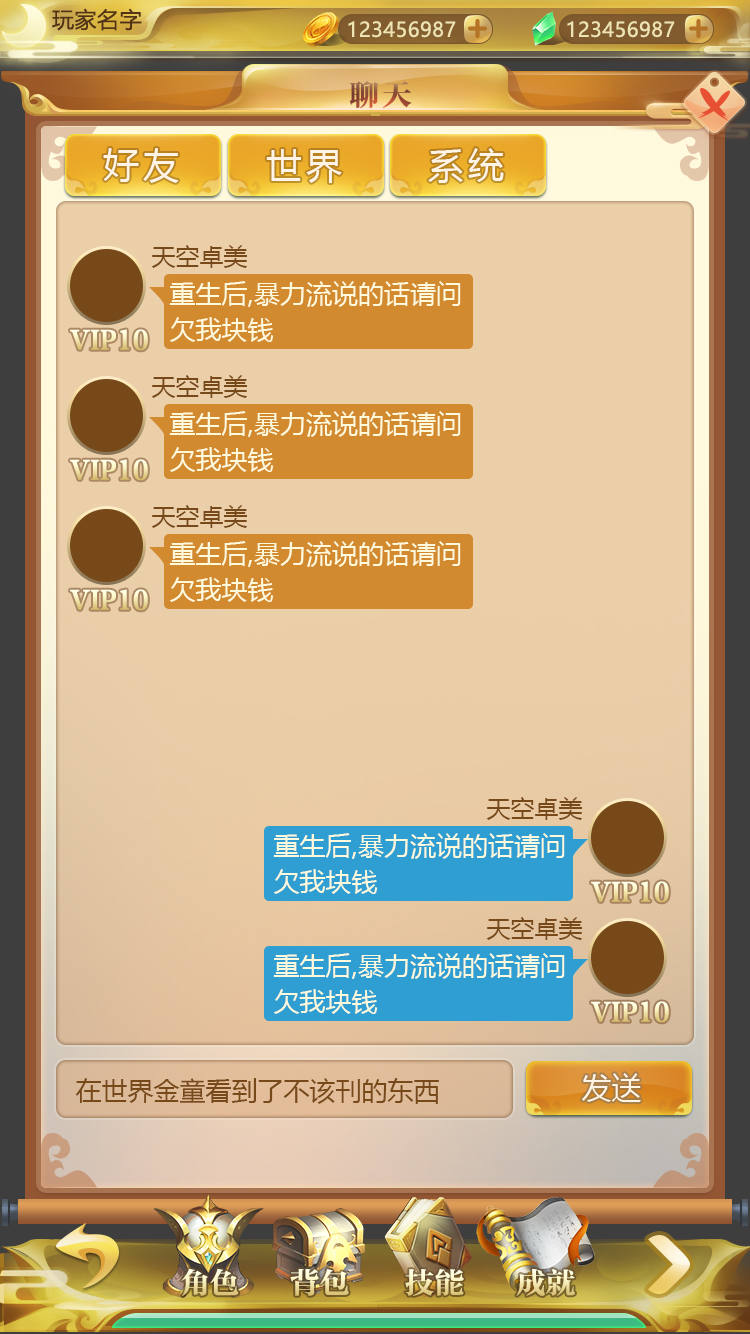 玩家名字
123456987
123456987
聊天
好友
世界
系统
天空卓美
重生后,暴力流说的话请问
欠我块钱
VIP10
天空卓美
重生后,暴力流说的话请问
欠我块钱
VIP10
天空卓美
重生后,暴力流说的话请问
欠我块钱
VIP10
天空卓美
重生后,暴力流说的话请问
欠我块钱
VIP10
天空卓美
重生后,暴力流说的话请问
欠我块钱
VIP10
在世界金童看到了不该刊的东西
发送
角色
背包
技能
成就